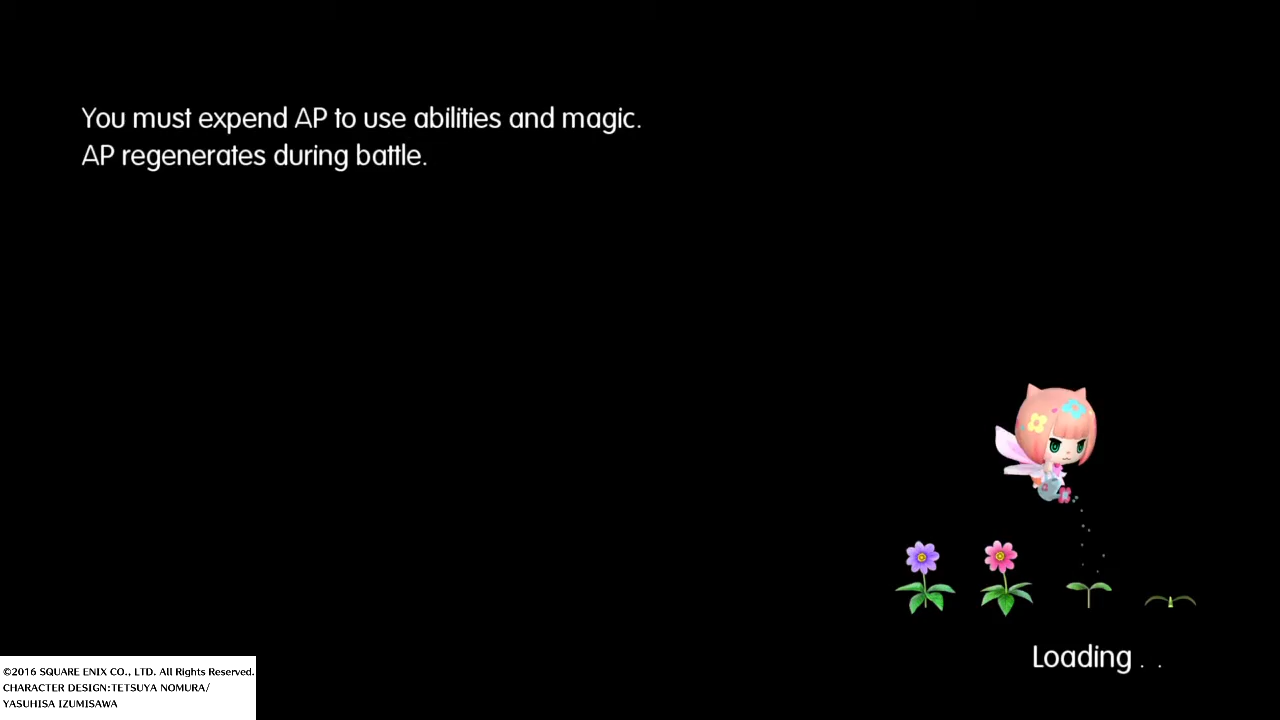 You must expend AP to use abilities and magic.
AP regenerates during battle.
Loading . .
©2016 SQUARE ENIX CO., LTD. All Rights Reserved.
CHARACTER DESIGN:TETSUYA NOMURA/
YASUHISA IZUMISAWA